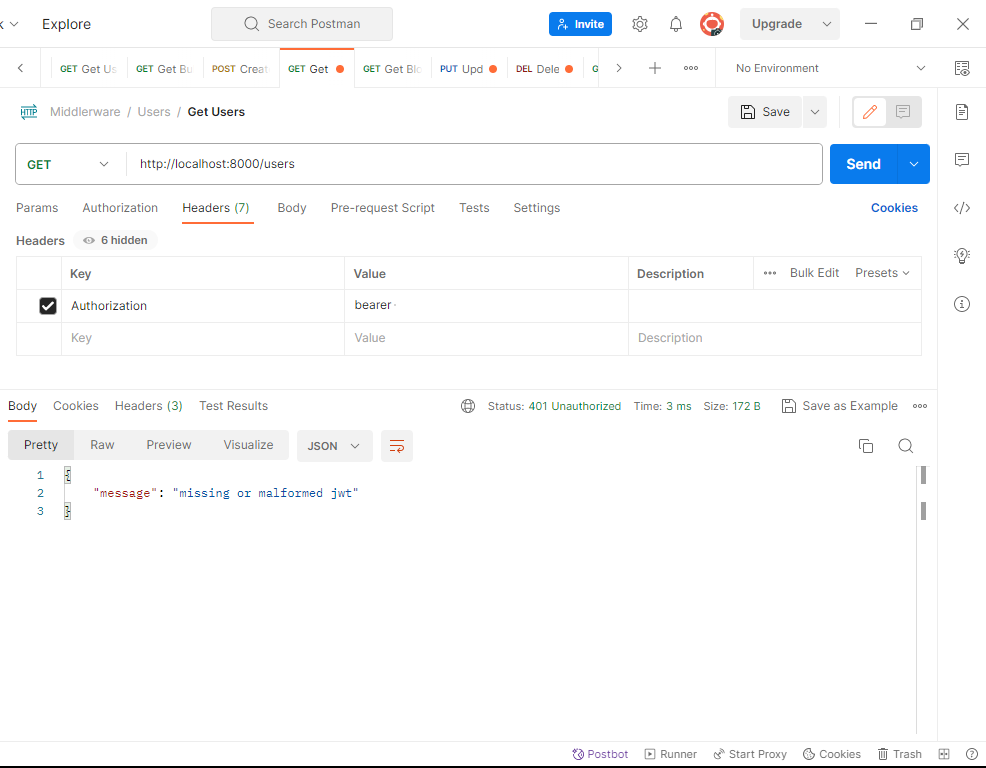 Explore
Search Postman
Invite
Upgrade
GET Get Us
GET Get Bu
POST Creat
GET Get
GET Get Blo
PUT Upd
DEL Dele
G
No Environment
HTTP Middlerware / Users / Get Users
Save
GET http://localhost:8000/users
Send
Params Authorization Headers (7) Body Pre-request Script Tests Settings Cookies
Headers 6 hidden
Key Value Description Bulk Edit Presets
Authorization bearer
Key Value Description
Body Cookies Headers (3) Test Results Status: 401 Unauthorized Time: 3 ms Size: 172 B Save as Example
Pretty Raw Preview Visualize JSON
1 {
2 "message": "missing or malformed jwt"
3 }
Postbot Runner Start Proxy Cookies Trash